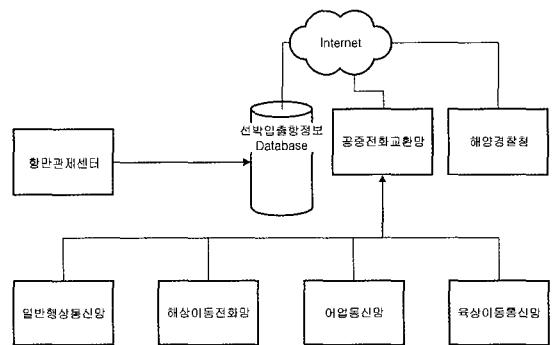 Internet
선박입출항정보
Database
공중전화교환망
해양경찰청
항만관제센터
일반행상통신망
해상이동전화망
어업통신망
육상이동통신망